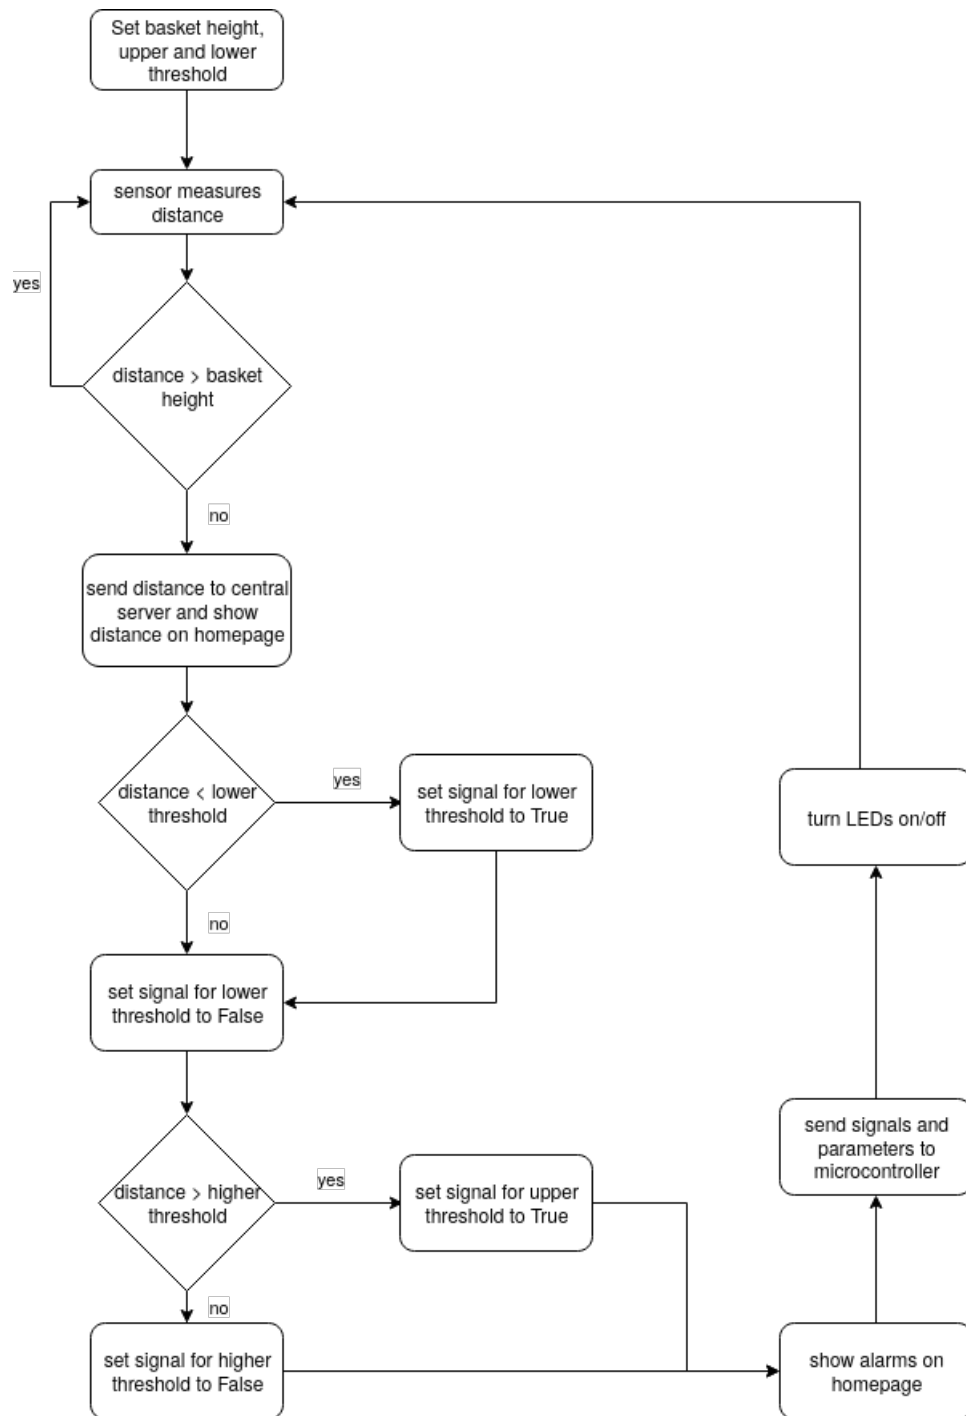 Set basket height,
upper and lower
threshold
sensor measures
distance
yes
distance > basket
height
no
send distance to central
server and show
distance on homepage
distance < lower
threshold
yes
set signal for lower
threshold to True
turn LEDs on/off
no
set signal for lower
threshold to False
send signals and
parameters to
microcontroller
distance > higher
threshold
yes
set signal for upper
threshold to True
no
set signal for higher
threshold to False
show alarms on
homepage